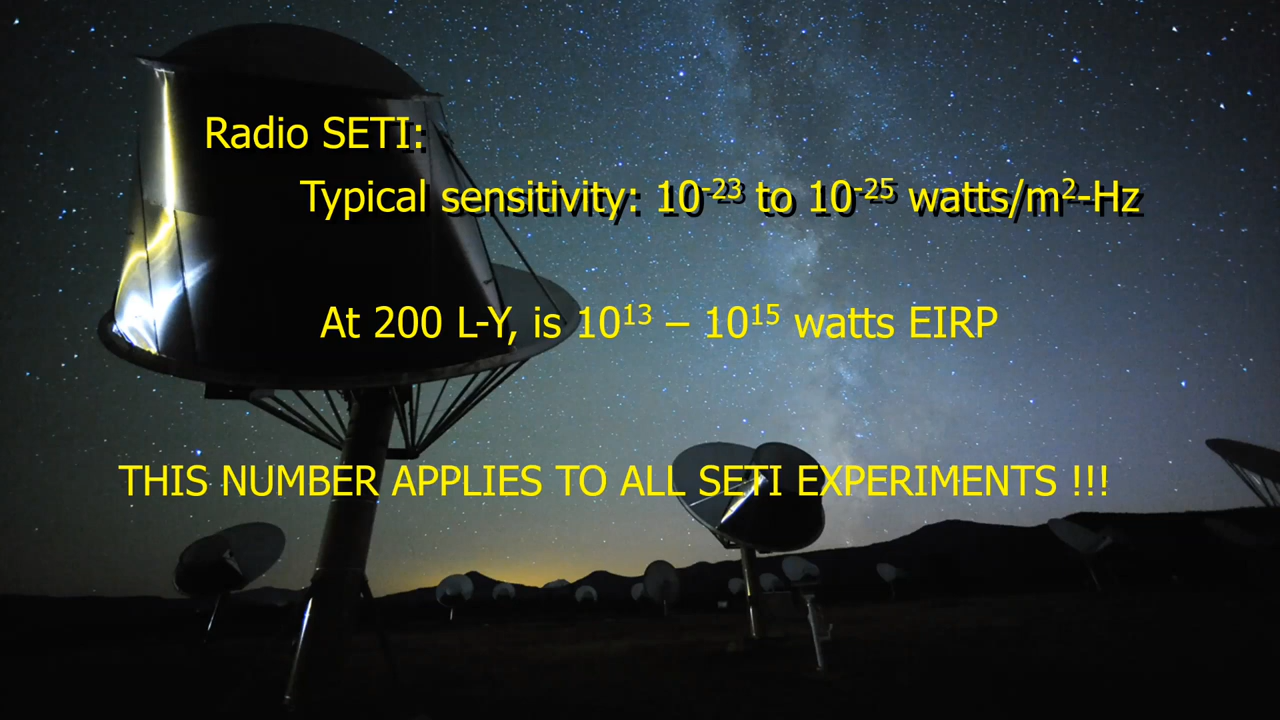 Radio SETI:
Typical sensitivity: 10⁻²³ to 10⁻²⁵ watts/m²-Hz
At 200 L-Y, is 10¹³ – 10¹⁵ watts EIRP
THIS NUMBER APPLIES TO ALL SETI EXPERIMENTS !!!